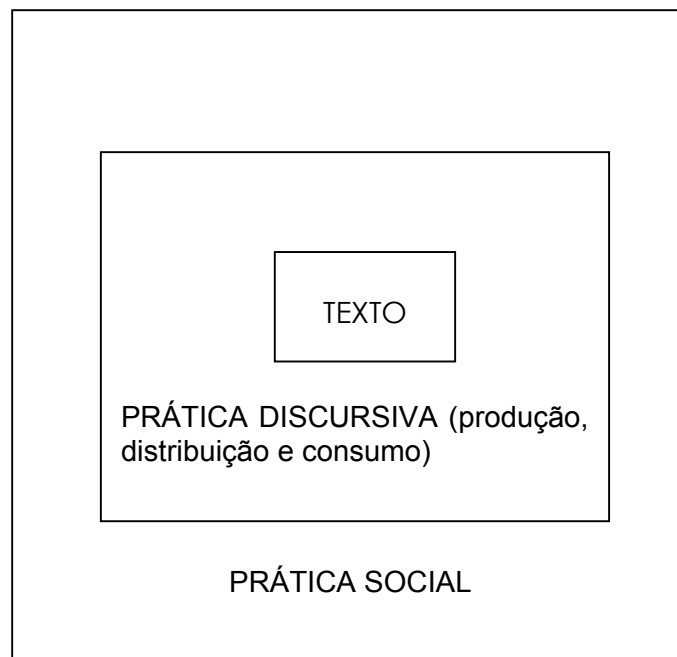 TEXTO
PRÁTICA DISCURSIVA (produção,
distribuição e consumo)
PRÁTICA SOCIAL